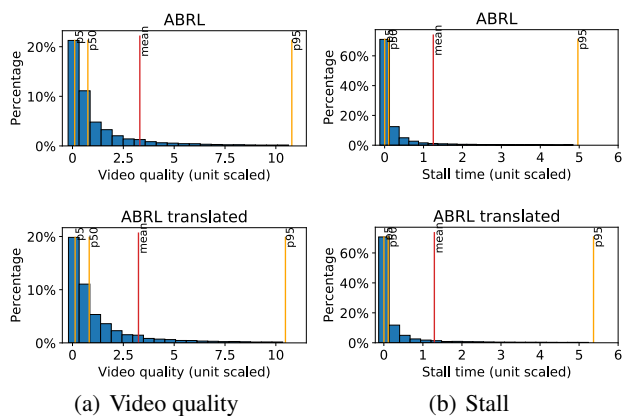 ABRL
20%
10%
0%
Percentage
p5
p50
mean
p95
0
2.5
5
7.5
10
Video quality (unit scaled)
ABRL
60%
40%
20%
0%
Percentage
p50
mean
p95
0
1
2
3
4
5
6
Stall time (unit scaled)
ABRL translated
20%
10%
0%
Percentage
p5
p50
mean
p95
0
2.5
5
7.5
10
Video quality (unit scaled)
ABRL translated
60%
40%
20%
0%
Percentage
p50
mean
p95
0
1
2
3
4
5
6
Stall time (unit scaled)
(a) Video quality
(b) Stall